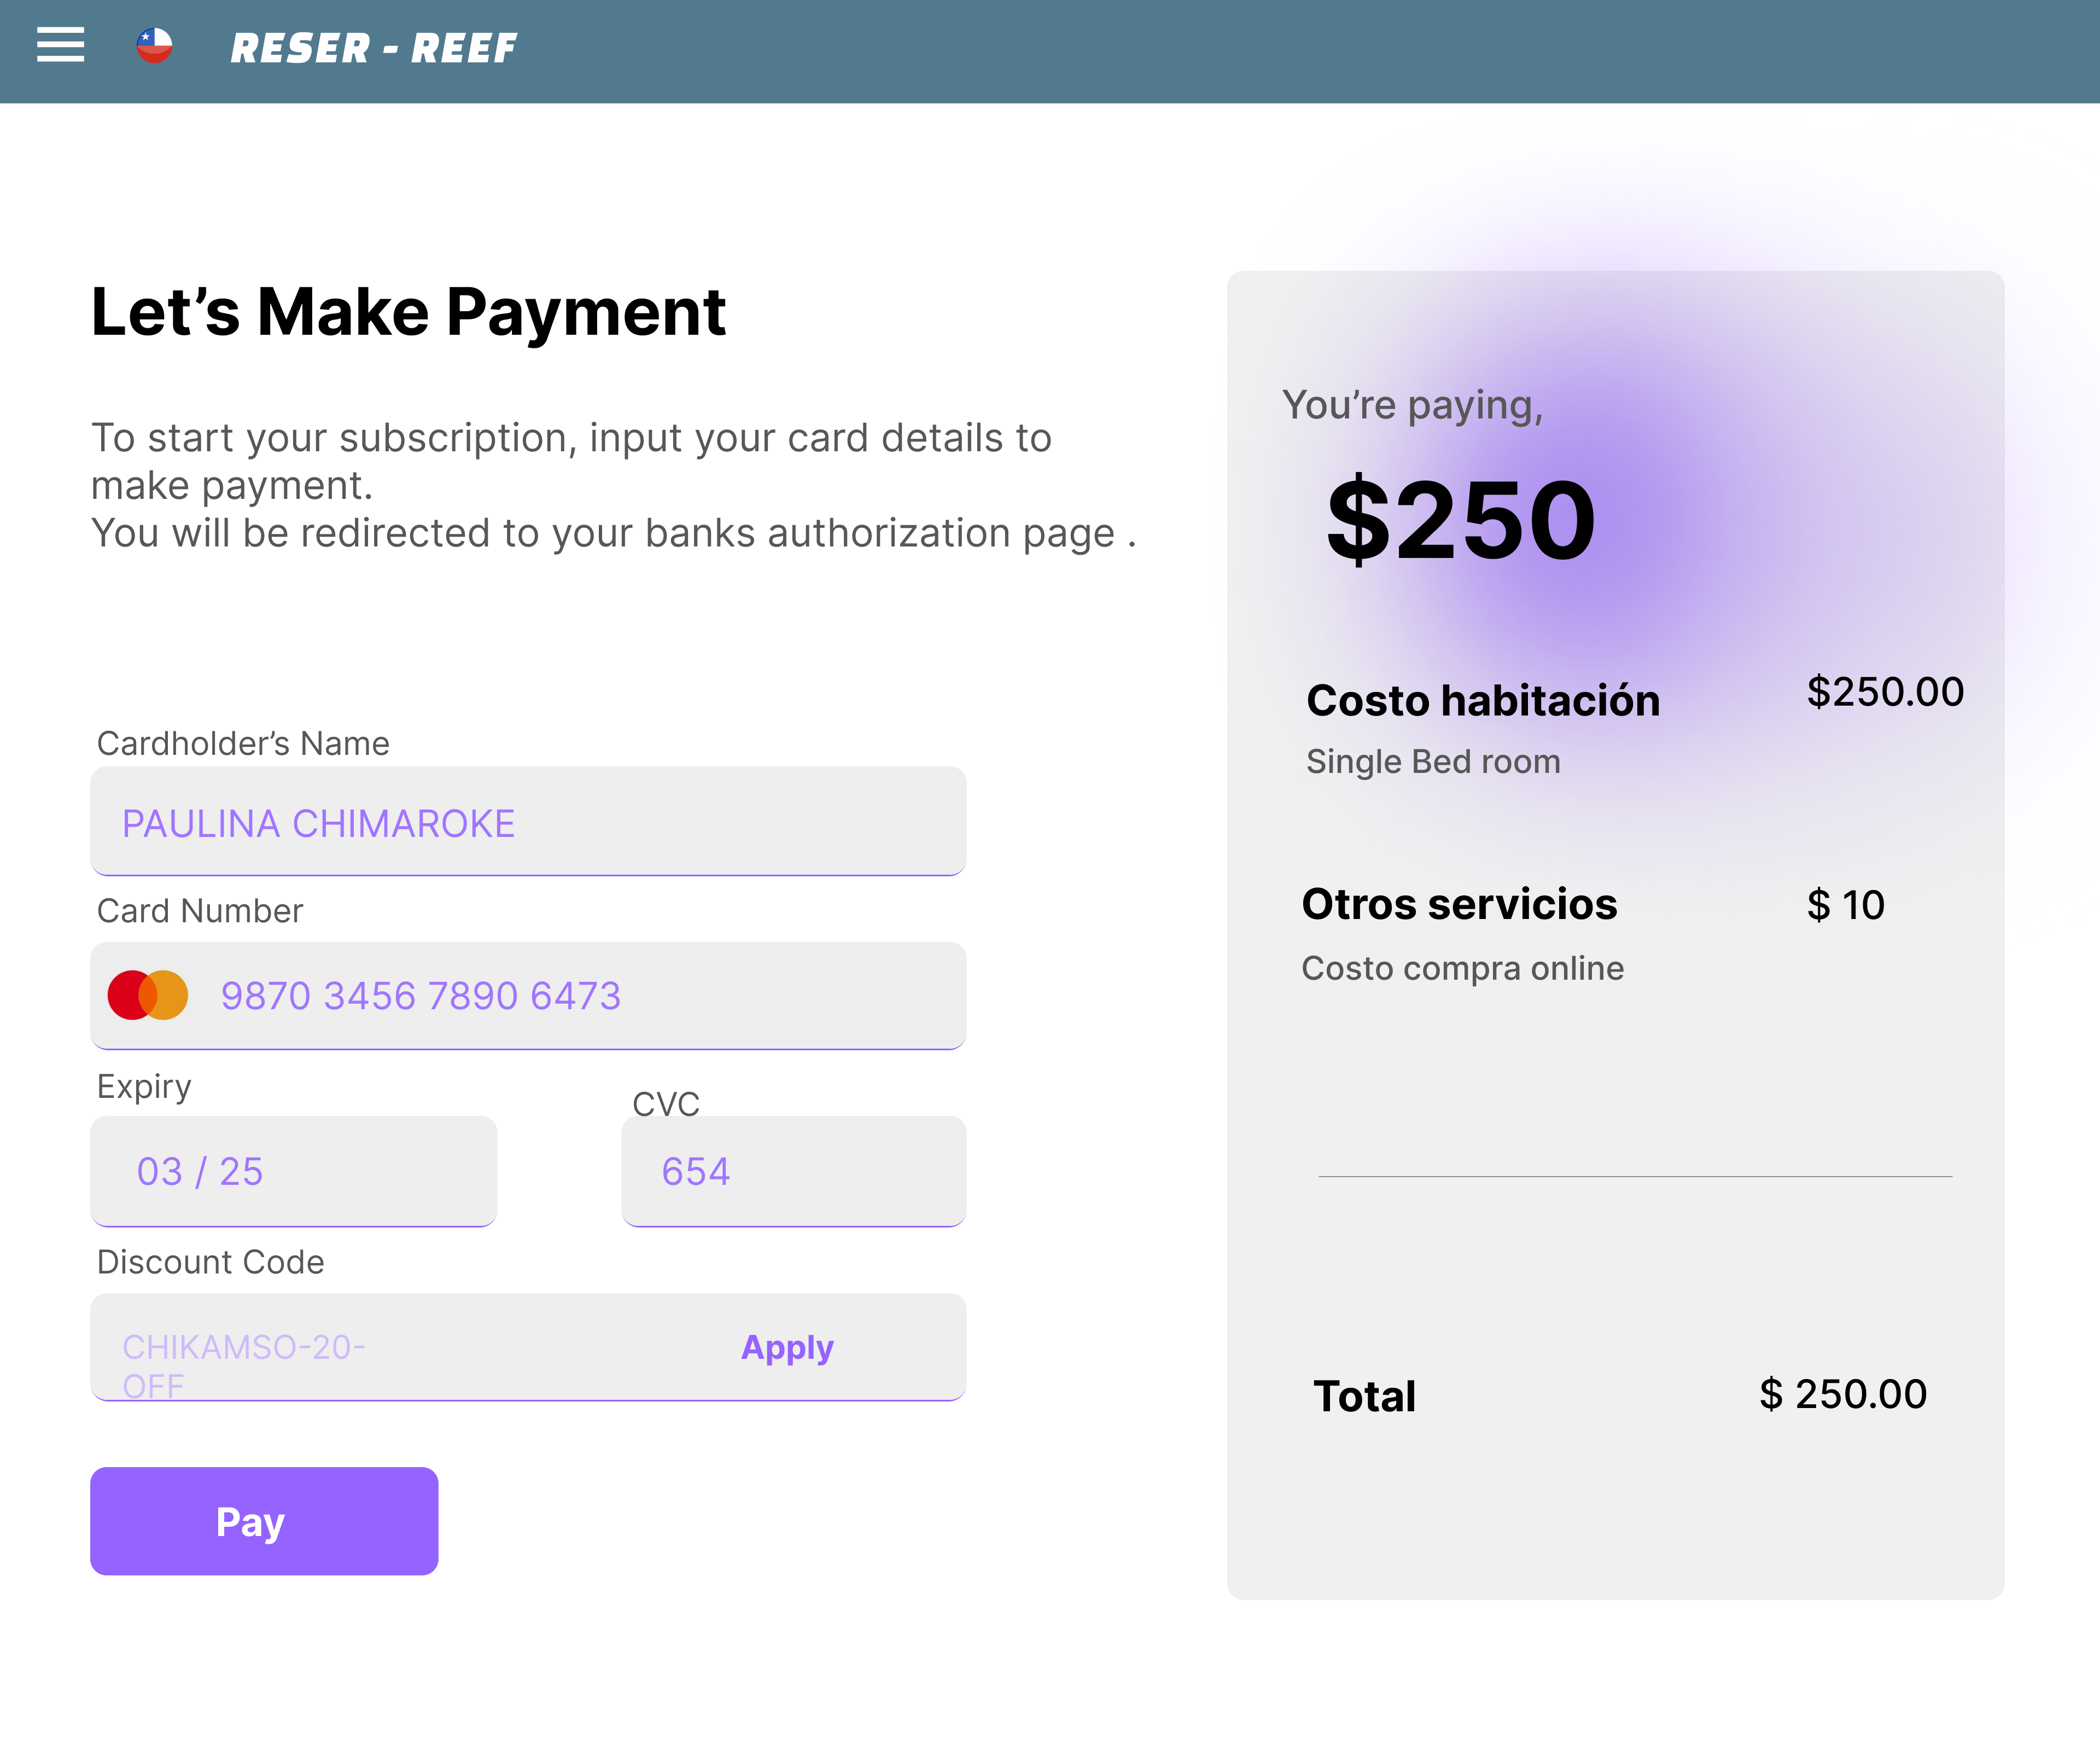 RESER - REEF
Let’s Make Payment
To start your subscription, input your card details to
make payment.
You will be redirected to your banks authorization page .
Cardholder’s Name
PAULINA CHIMAROKE
Card Number
9870 3456 7890 6473
Expiry
CVC
03 / 25
654
Discount Code
CHIKAMSO-20-
OFF
Apply
Pay
You’re paying,
$250
Costo habitación
$250.00
Single Bed room
Otros servicios
$ 10
Costo compra online
Total
$ 250.00